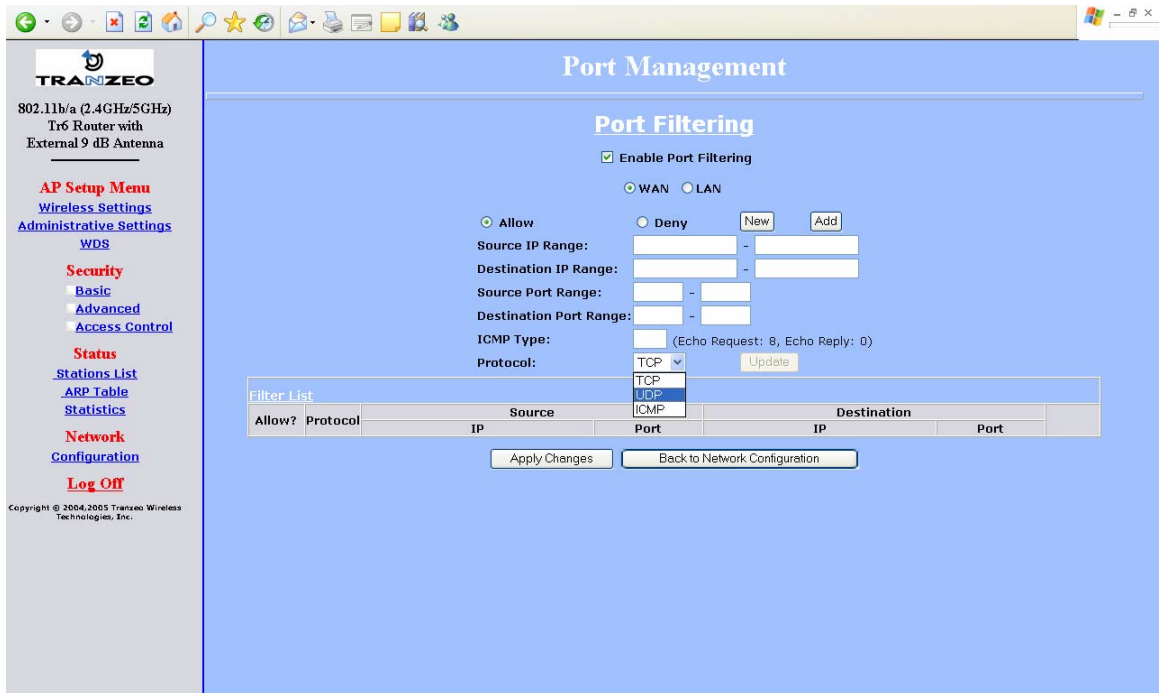 TRANZEO
802.11b/a (2.4GHz/5GHz)
Tr6 Router with
External 9 dB Antenna
AP Setup Menu
Wireless Settings
Administrative Settings
WDS
Security
Basic
Advanced
Access Control
Status
Stations List
ARP Table
Statistics
Network
Configuration
Log Off
Copyright © 2004,2005 Tranzeo Wireless
Technologies, Inc.
Port Management
Port Filtering
Enable Port Filtering
WAN LAN
Allow Deny New Add
Source IP Range: -
Destination IP Range: -
Source Port Range: -
Destination Port Range: -
ICMP Type: (Echo Request: 8, Echo Reply: 0)
Protocol: TCP Update
TCP
UDP
ICMP
Filter List
Allow? Protocol Source Destination
IP Port IP Port
Apply Changes Back to Network Configuration